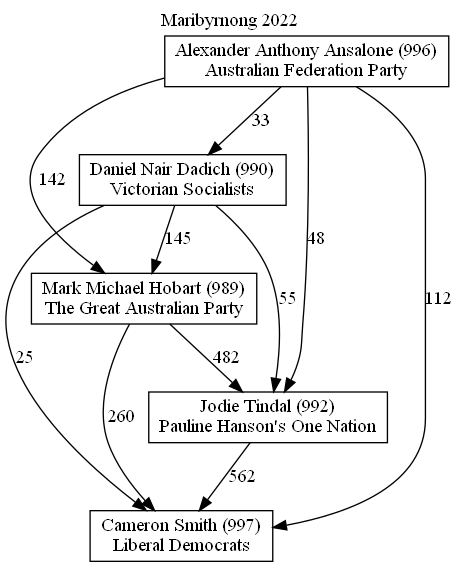 Maribyrnong 2022
Alexander Anthony Ansalone (996)
Australian Federation Party
33
Daniel Nair Dadich (990)
Victorian Socialists
142
145
48
Mark Michael Hobart (989)
The Great Australian Party
55
112
25
482
260
Jodie Tindal (992)
Pauline Hanson's One Nation
562
Cameron Smith (997)
Liberal Democrats